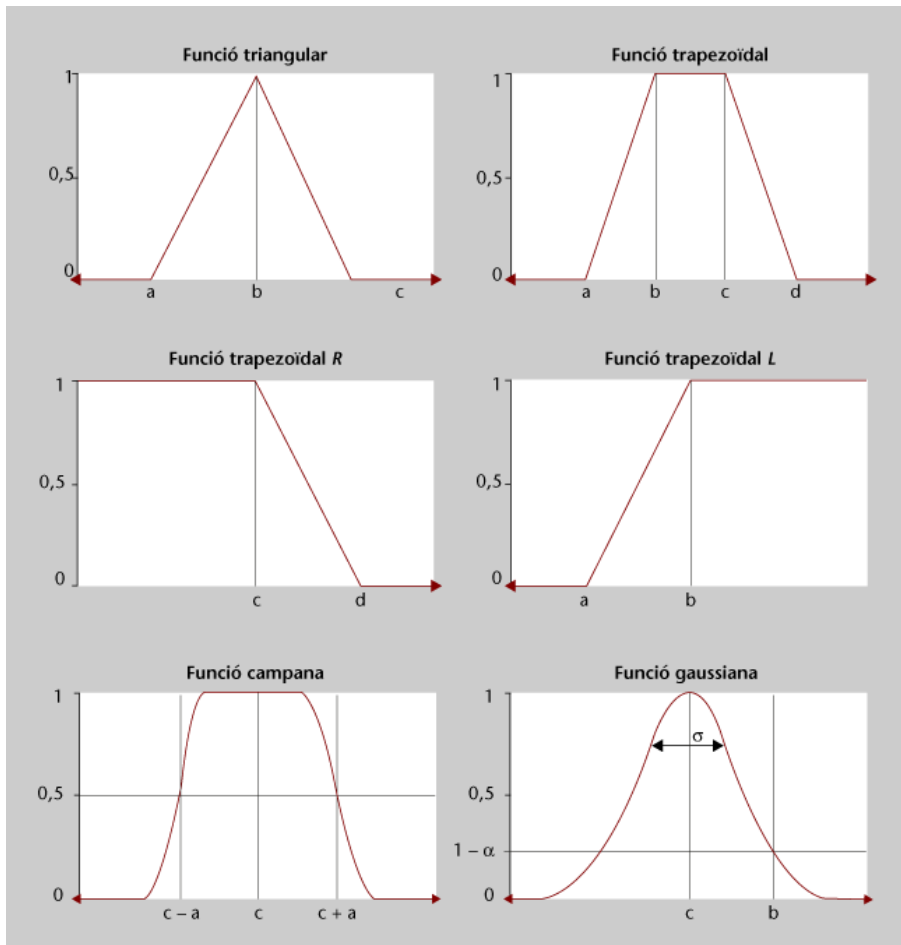 Funció triangular
1
0,5
0
a b c
Funció trapezoïdal
1
0,5
0
a b c d
Funció trapezoïdal R
1
0,5
0
c d
Funció trapezoïdal L
1
0,5
0
a b
Funció campana
1
0,5
0
c – a c c + a
Funció gaussiana
1
σ
0,5
1 – α
0
c b